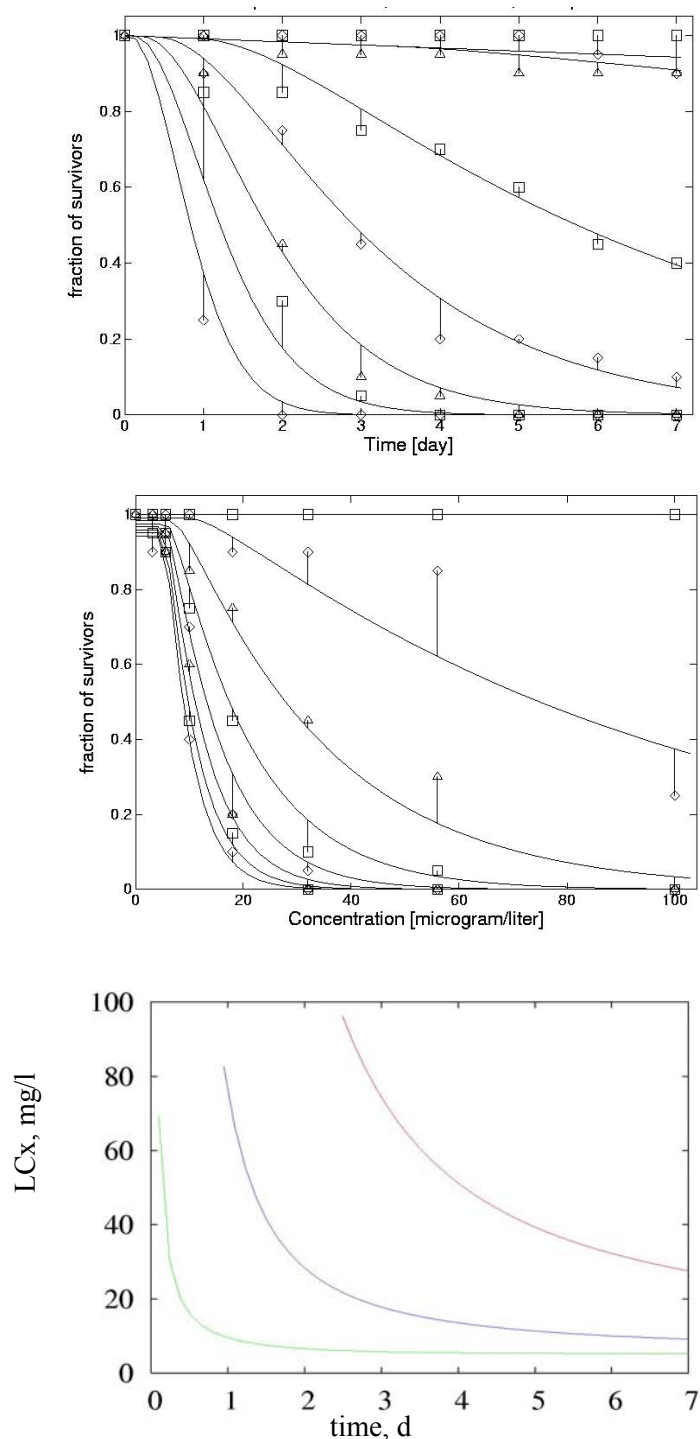 1
0.8
0.6
0.4
0.2
0
fraction of survivors
0 1 2 3 4 5 6 7
Time [day]
1
0.8
0.6
0.4
0.2
0
fraction of survivors
0 20 40 60 80 100
Concentration [microgram/liter]
100
80
60
40
20
0
LCx, mg/l
0 1 2 3 4 5 6 7
time, d